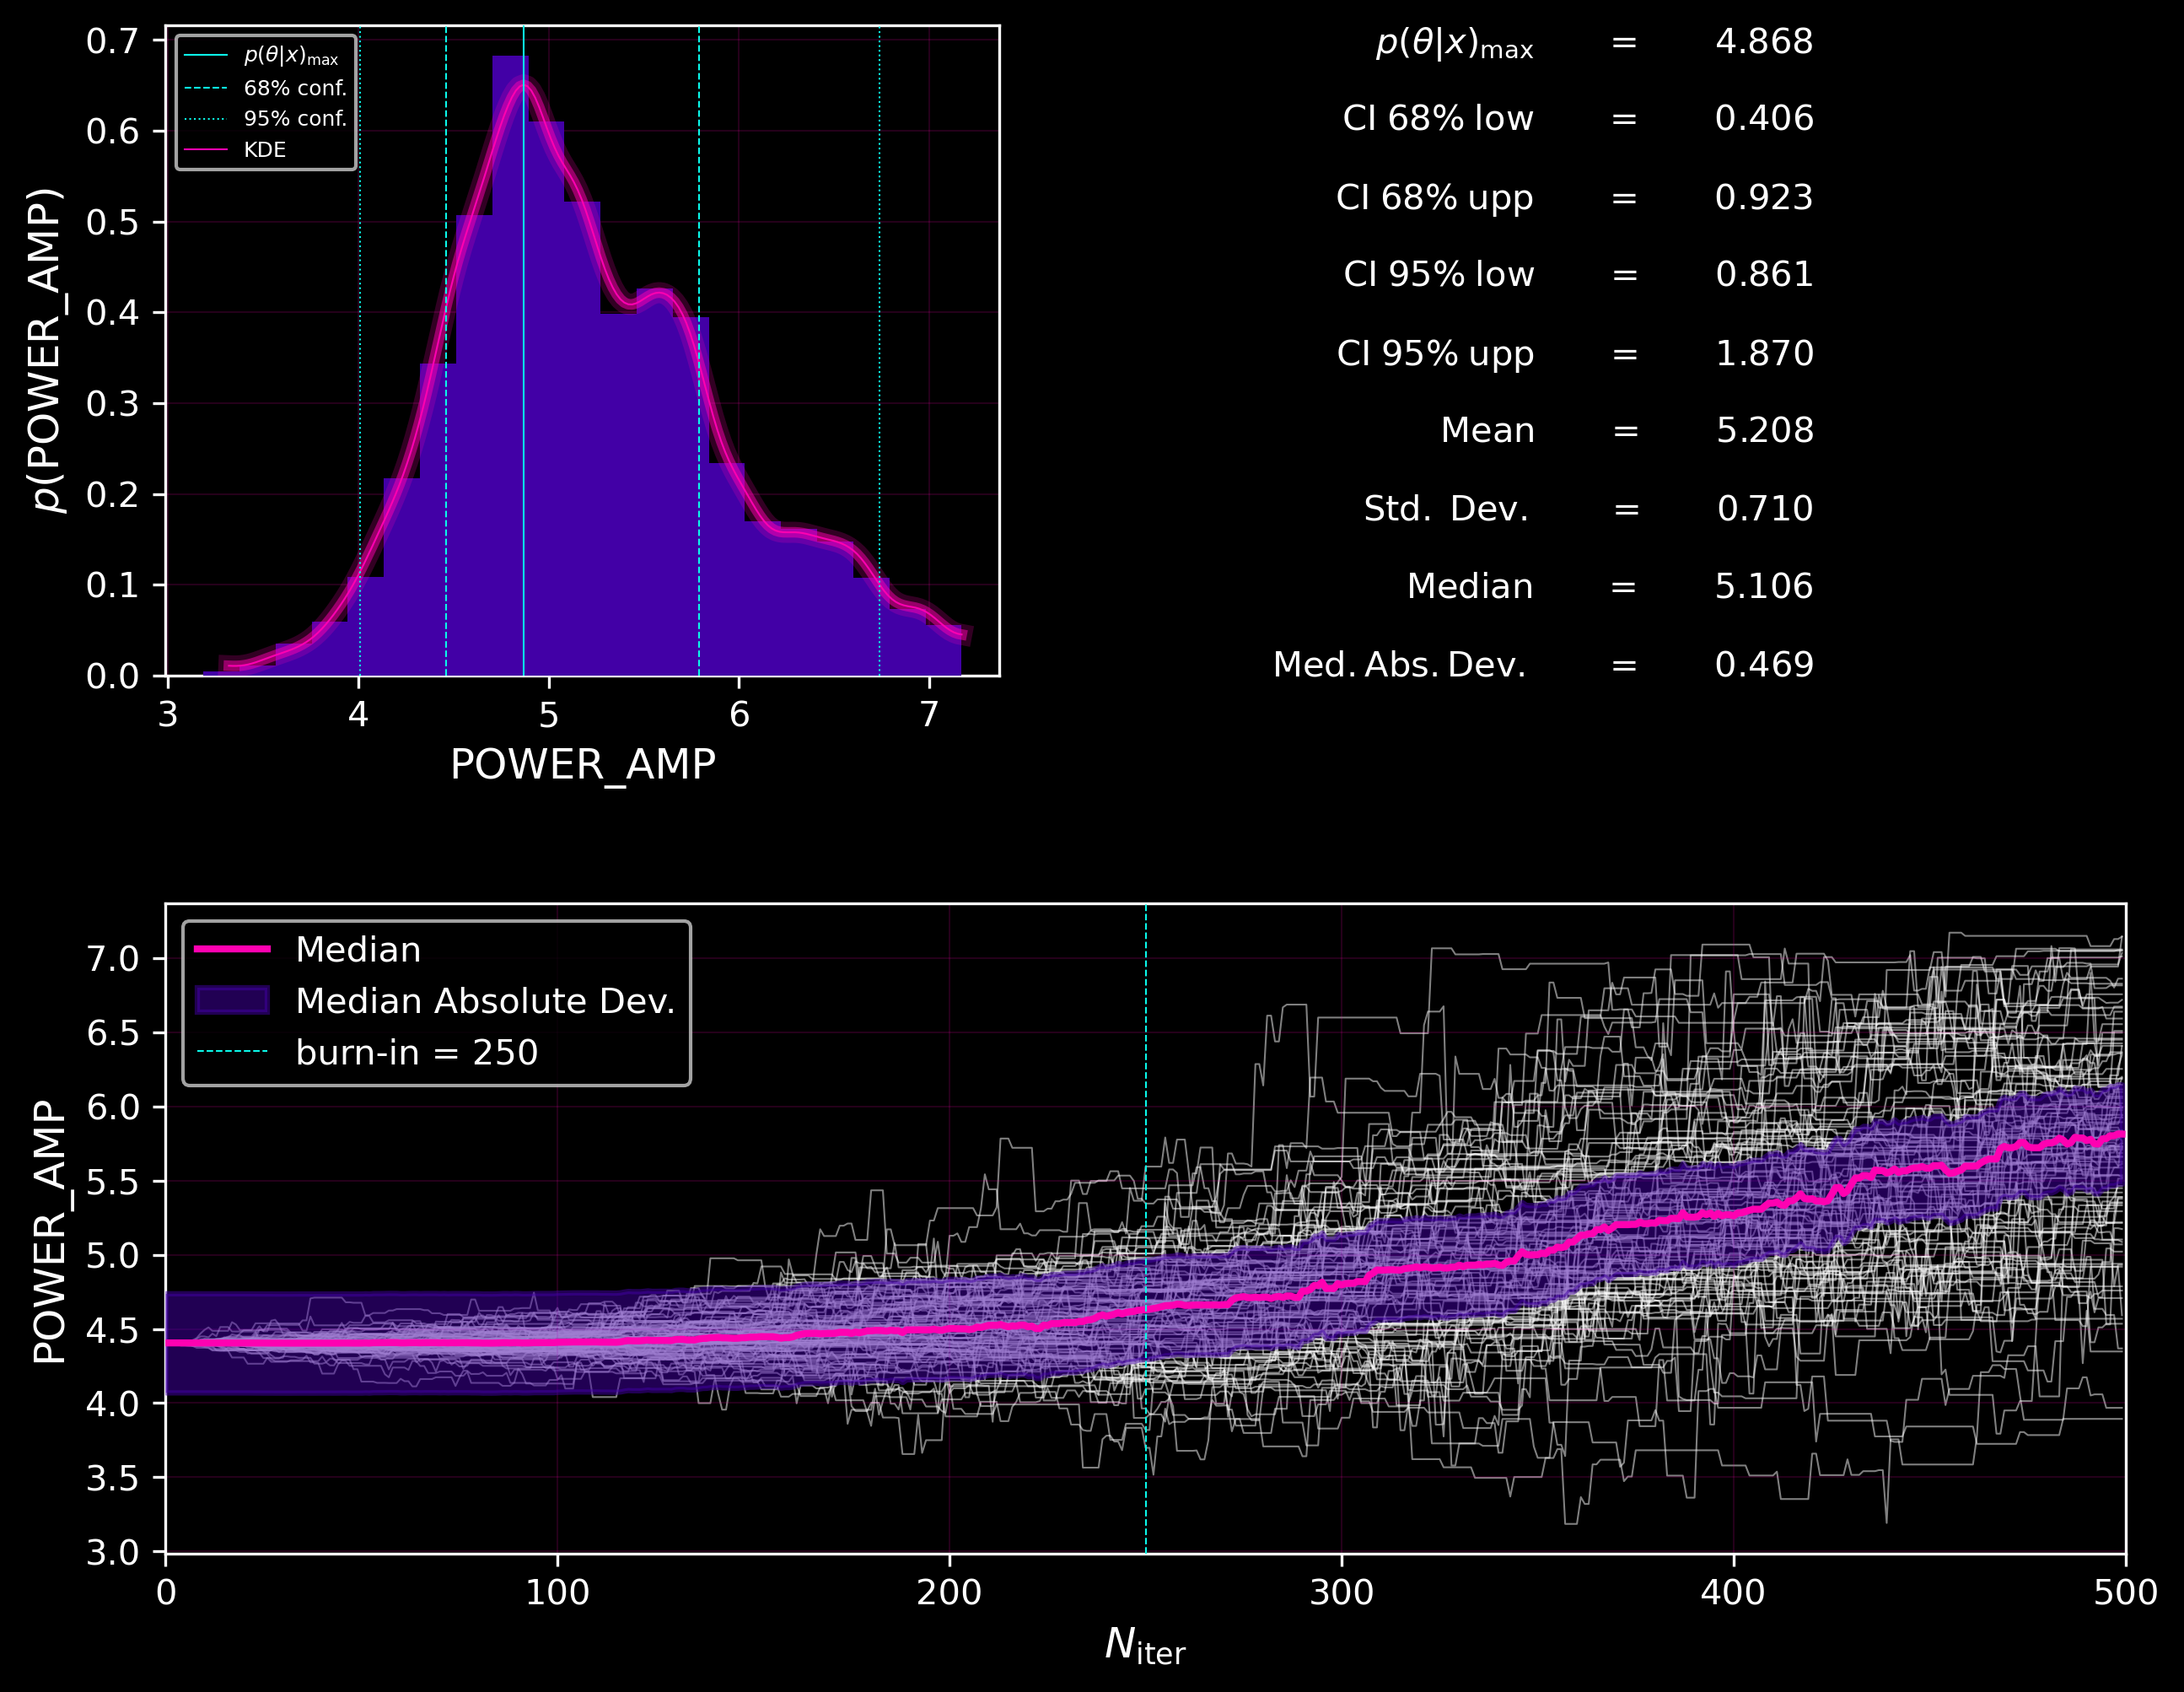 0.7
0.6
0.5
0.4
0.3
0.2
0.1
0.0
p(POWER_AMP)
p(θ|x)max
68% conf.
95% conf.
KDE
3 4 5 6 7
POWER_AMP
p(θ|x)max = 4.868
CI 68% low = 0.406
CI 68% upp = 0.923
CI 95% low = 0.861
CI 95% upp = 1.870
Mean = 5.208
Std. Dev. = 0.710
Median = 5.106
Med. Abs. Dev. = 0.469
7.0
6.5
6.0
5.5
5.0
4.5
4.0
3.5
3.0
POWER_AMP
Median
Median Absolute Dev.
burn-in = 250
0 100 200 300 400 500
Niter